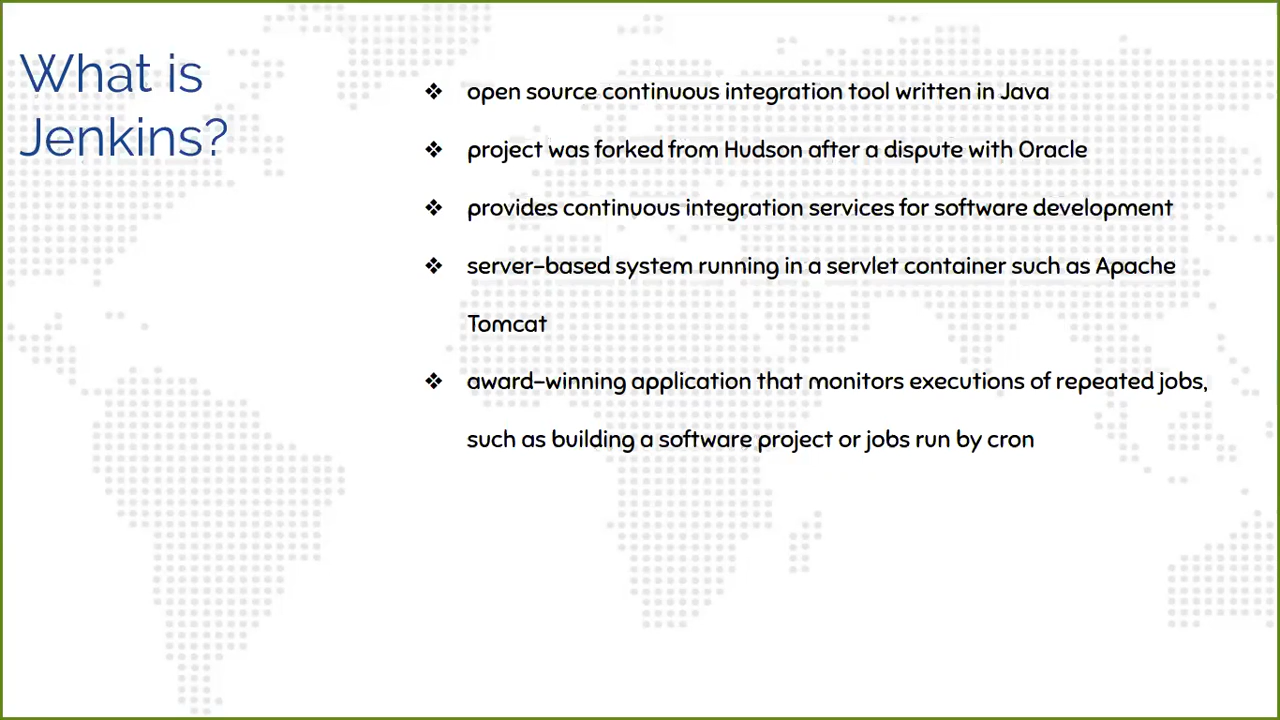 What is
Jenkins?
❖ open source continuous integration tool written in Java
❖ project was forked from Hudson after a dispute with Oracle
❖ provides continuous integration services for software development
❖ server-based system running in a servlet container such as Apache
Tomcat
❖ award-winning application that monitors executions of repeated jobs,
such as building a software project or jobs run by cron